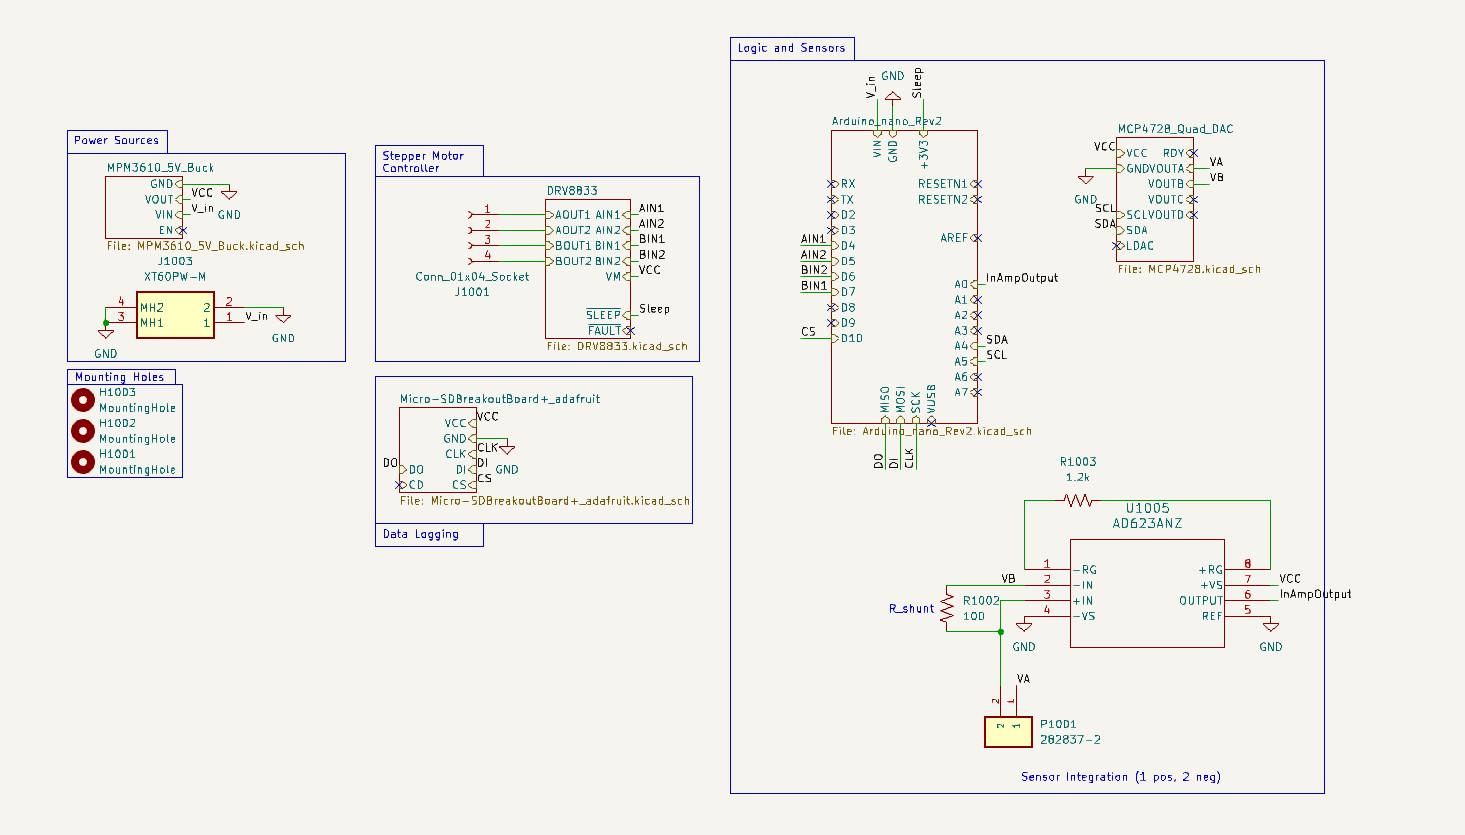 Power Sources
MPM3610_5V_Buck
GND
VOUT
VIN
EN
VCC
V_in
GND
File: MPM3610_5V_Buck.kicad_sch
J1003
XT60PW-M
4
3
MH2
MH1
2
1
2
1
V_in
GND
GND
Mounting Holes
H1003
MountingHole
H1002
MountingHole
H1001
MountingHole
Stepper Motor
Controller
DRV8833
1
2
3
4
AOUT1 AIN1
AOUT2 AIN2
BOUT1 BIN1
BOUT2 BIN2
VM
SLEEP
FAULT
AIN1
AIN2
BIN1
BIN2
VCC
Sleep
Conn_01x04_Socket
J1001
File: DRV8833.kicad_sch
Micro-SDBreakoutBoard+_adafruit
VCC
GND
CLK
DO
DI
CD
CS
VCC
CLK
DI
CS
DO
GND
File: Micro-SDBreakoutBoard+_adafruit.kicad_sch
Data Logging
Logic and Sensors
V_in
GND
Sleep
Arduino_nano_Rev2
VIN
GND
+3V3
RX
TX
D2
D3
D4
D5
D6
D7
D8
D9
D10
AIN1
AIN2
BIN2
BIN1
CS
RESETN1
RESETN2
AREF
A0
A1
A2
A3
A4
A5
A6
A7
InAmpOutput
SDA
SCL
MISO
MOSI
SCK
VUSB
File: Arduino_nano_Rev2.kicad_sch
DO
DI
CLK
MCP4728_Quad_DAC
VCC
VCC
RDY
GND
VOUTA
VOUTB
VOUTC
SCL
VOUTD
SDA
LDAC
VA
VB
GND
SCL
SDA
File: MCP4728.kicad_sch
R1003
1.2k
U1005
AD623ANZ
1
2
3
4
-RG
-IN
+IN
-VS
+RG
+VS
OUTPUT
REF
8
7
6
5
VCC
InAmpOutput
GND
GND
VB
R_shunt
R1002
100
VA
2
1
2
1
P1001
282837-2
Sensor Integration (1 pos, 2 neg)